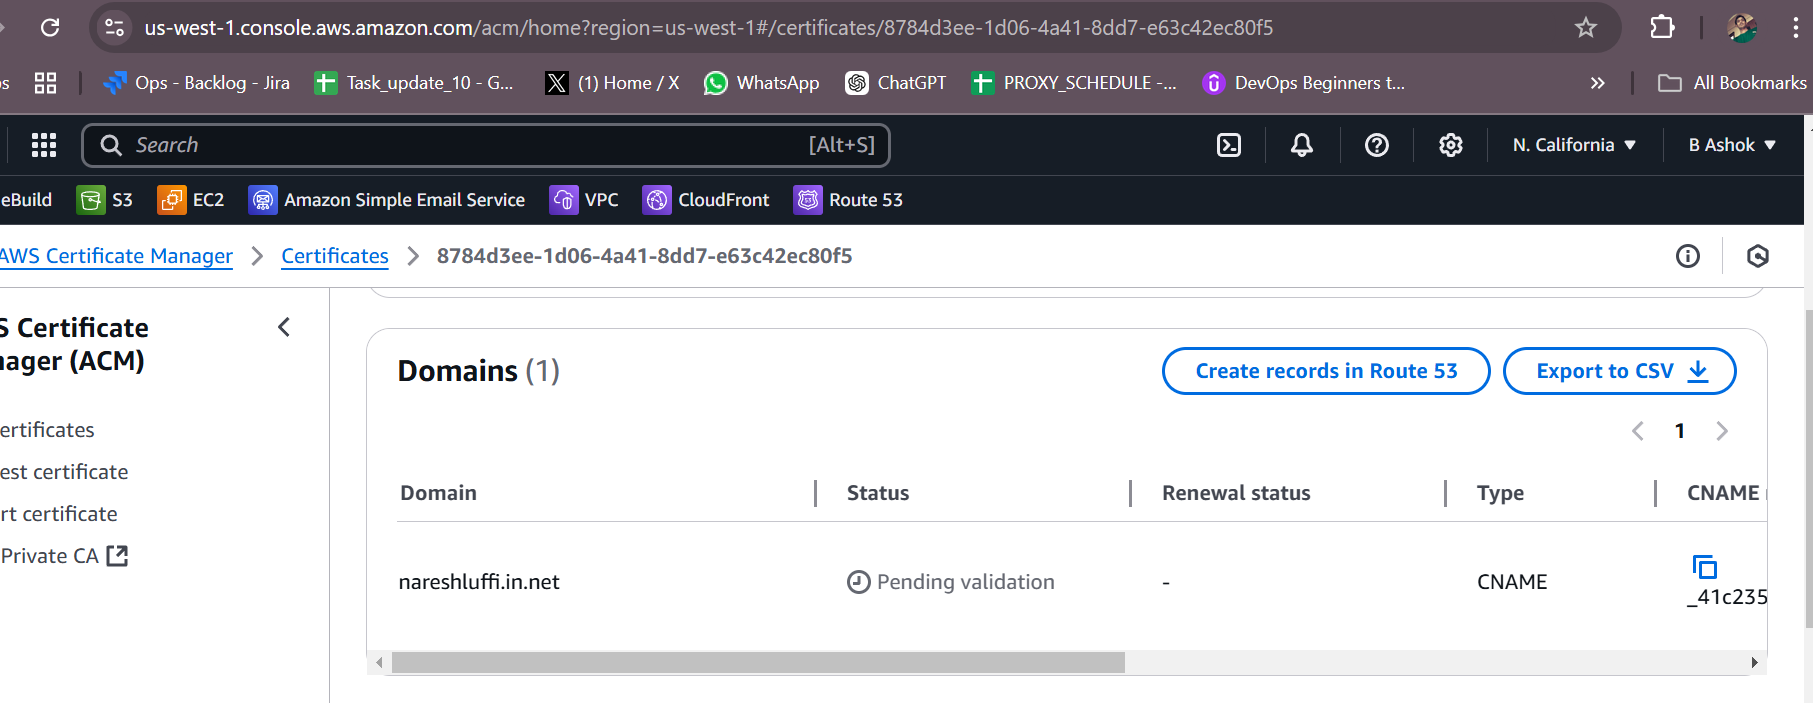 us-west-1.console.aws.amazon.com/acm/home?region=us-west-1#/certificates/8784d3ee-1d06-4a41-8dd7-e63c42ec80f5
s Ops - Backlog - Jira Task_update_10 - G... (1) Home / X WhatsApp ChatGPT PROXY_SCHEDULE -... DevOps Beginners t... » All Bookmarks
Search [Alt+S] N. California ▼ B Ashok ▼
eBuild S3 EC2 Amazon Simple Email Service VPC CloudFront Route 53
AWS Certificate Manager > Certificates > 8784d3ee-1d06-4a41-8dd7-e63c42ec80f5
S Certificate
nager (ACM)
ertificates
est certificate
rt certificate
Private CA
Domains (1) Create records in Route 53 Export to CSV
< 1 >
Domain Status Renewal status Type CNAME
nareshluffi.in.net Pending validation - CNAME _41c235